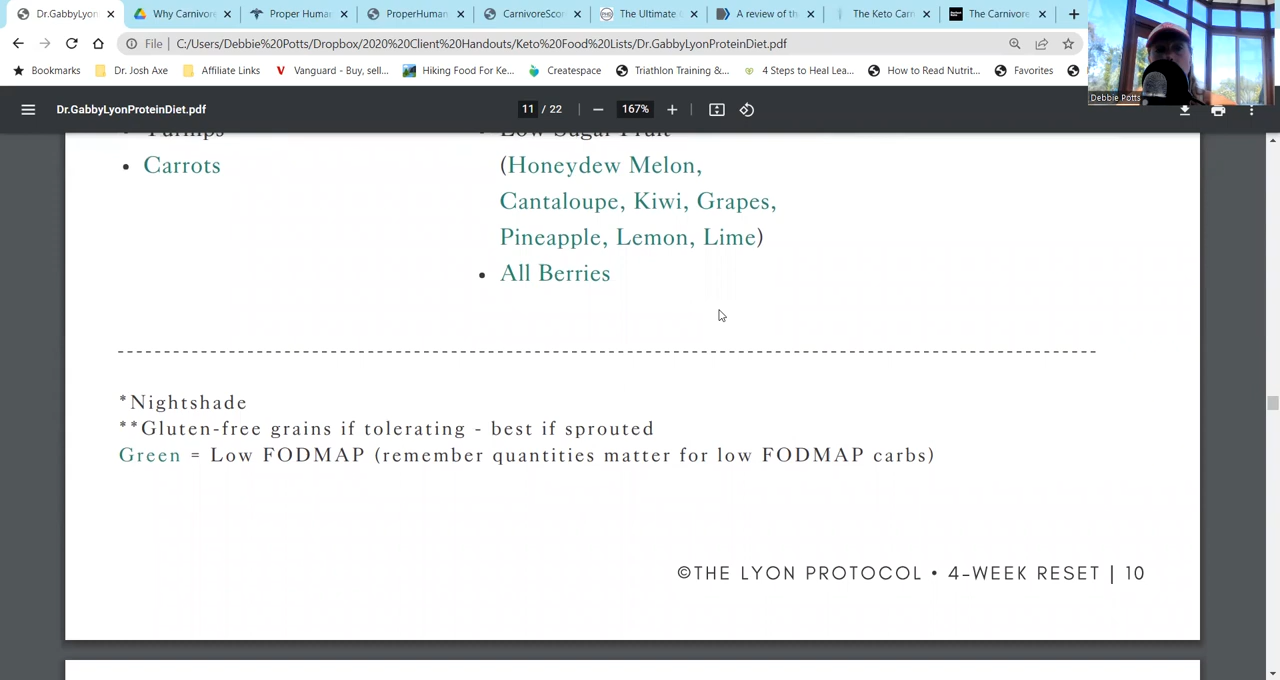 Dr.GabbyLyon
Why Carnivore
Proper Human
ProperHuman
CarnivoreScor
The Ultimate
A review of th
The Keto Carn
The Carnivore
File | C:/Users/Debbie%20Potts/Dropbox/2020%20Client%20Handouts/Keto%20Food%20Lists/Dr.GabbyLyonProteinDiet.pdf
Bookmarks
Dr. Josh Axe
Affiliate Links
Vanguard - Buy, sell...
Hiking Food For Ke...
Createspace
Triathlon Training &...
4 Steps to Heal Lea...
How to Read Nutrit...
Favorites
Debbie Potts
Dr.GabbyLyonProteinDiet.pdf
11 / 22
167%
• Turnips
• Carrots
• Low Sugar Fruit
(Honeydew Melon,
Cantaloupe, Kiwi, Grapes,
Pineapple, Lemon, Lime)
• All Berries
*Nightshade
**Gluten-free grains if tolerating - best if sprouted
Green = Low FODMAP (remember quantities matter for low FODMAP carbs)
©THE LYON PROTOCOL • 4-WEEK RESET | 10